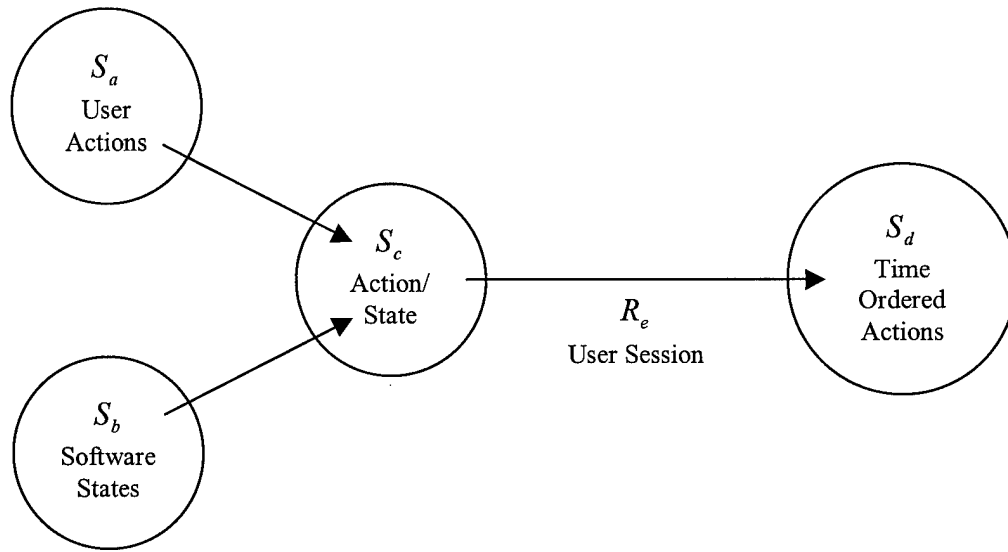 S_a
User
Actions
S_c
Action/
State
S_b
Software
States
R_e
User Session
S_d
Time
Ordered
Actions